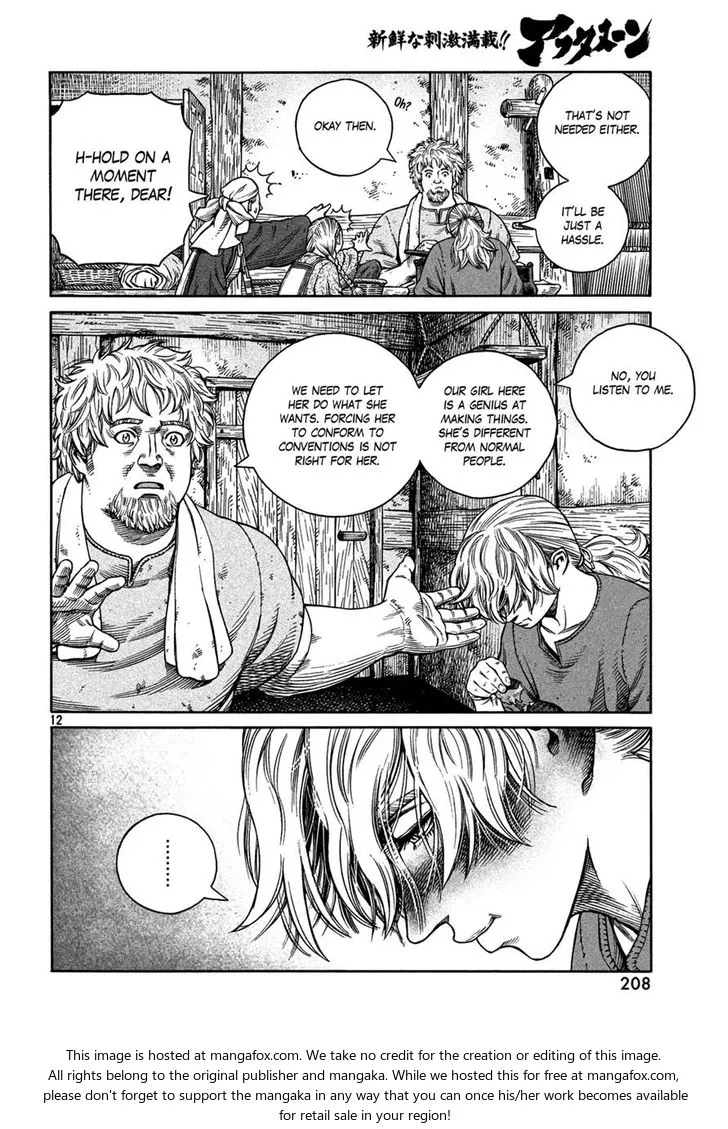 新鮮な刺激満載!! アフタヌーン
THAT'S NOT
NEEDED EITHER.
IT'LL BE
JUST A
HASSLE.
Oh?
OKAY THEN.
H-HOLD ON A
MOMENT
THERE, DEAR!
NO, YOU
LISTEN TO ME.
OUR GIRL HERE
IS A GENIUS AT
MAKING THINGS.
SHE'S DIFFERENT
FROM NORMAL
PEOPLE.
WE NEED TO LET
HER DO WHAT SHE
WANTS. FORCING HER
TO CONFORM TO
CONVENTIONS IS NOT
RIGHT FOR HER.
12
.........
208
This image is hosted at mangafox.com. We take no credit for the creation or editing of this image.
All rights belong to the original publisher and mangaka. While we hosted this for free at mangafox.com,
please don't forget to support the mangaka in any way that you can once his/her work becomes available
for retail sale in your region!